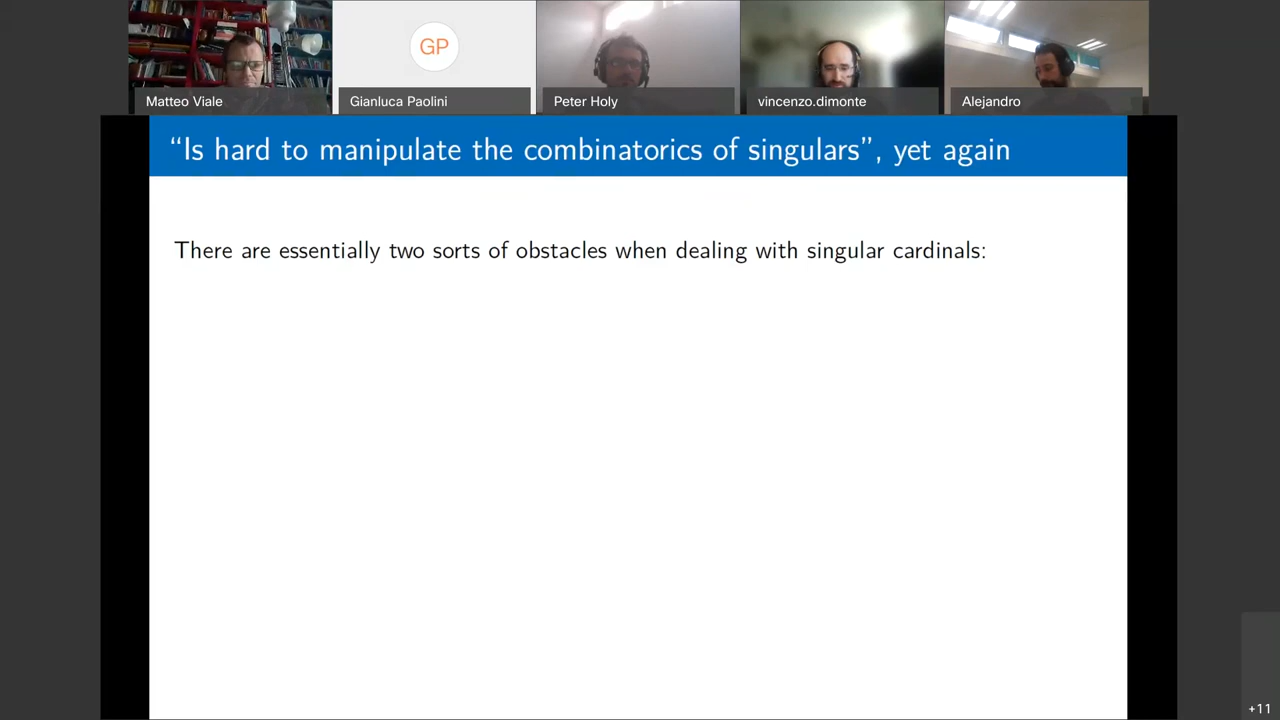 Matteo Viale
GP
Gianluca Paolini
Peter Holy
vincenzo.dimonte
Alejandro
“Is hard to manipulate the combinatorics of singulars”, yet again
There are essentially two sorts of obstacles when dealing with singular cardinals:
+11